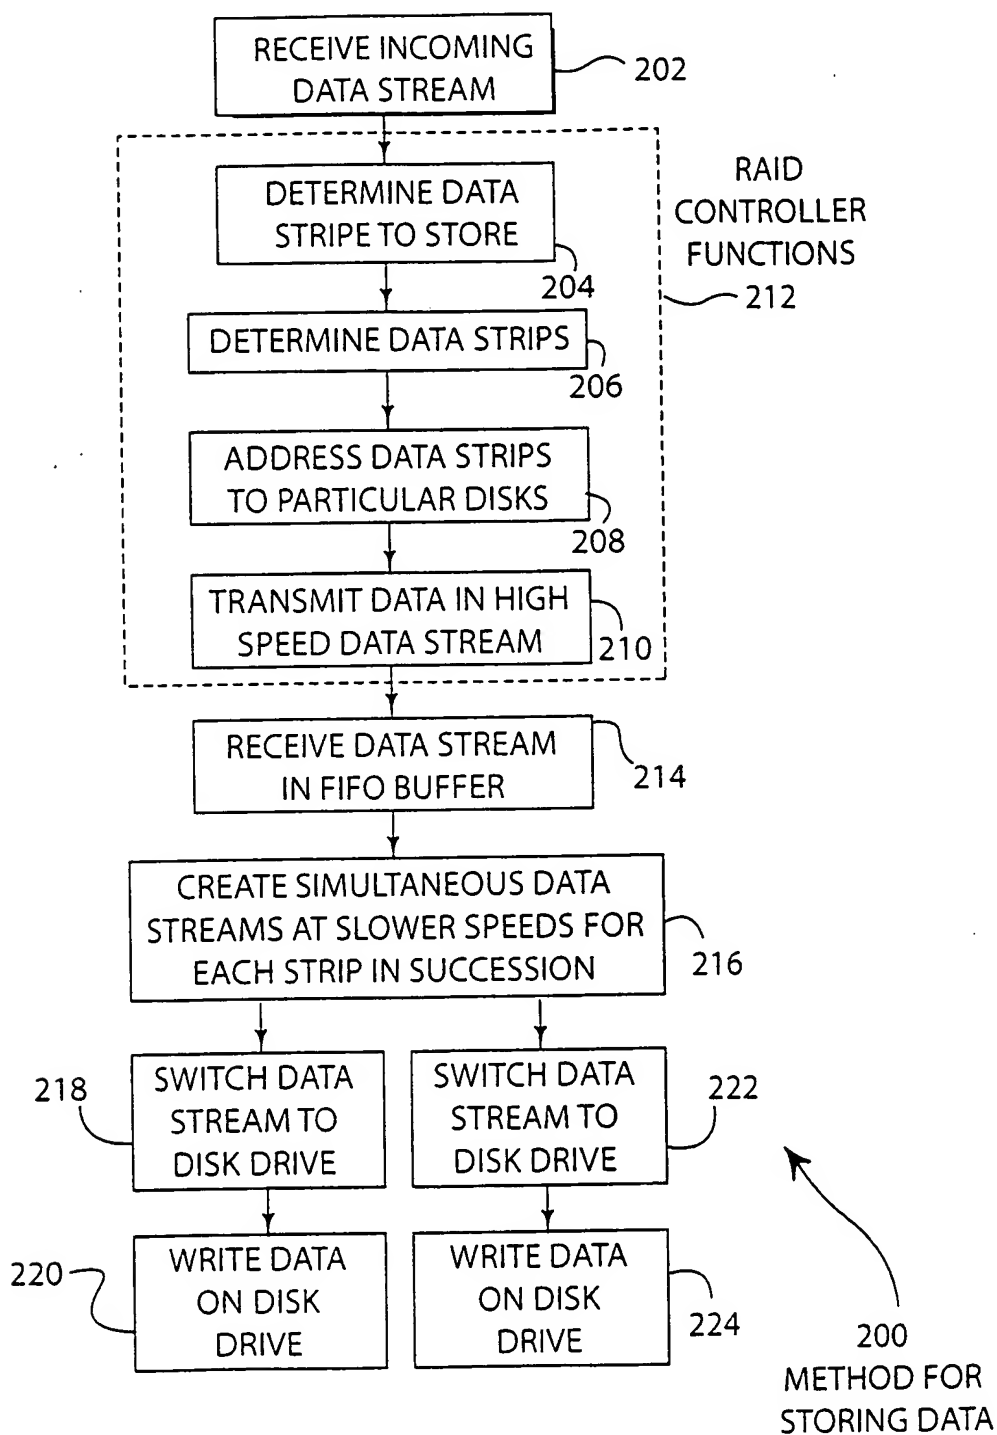 RECEIVE INCOMING
DATA STREAM
202
DETERMINE DATA
STRIPE TO STORE
204
RAID
CONTROLLER
FUNCTIONS
212
DETERMINE DATA STRIPS
206
ADDRESS DATA STRIPS
TO PARTICULAR DISKS
208
TRANSMIT DATA IN HIGH
SPEED DATA STREAM
210
RECEIVE DATA STREAM
IN FIFO BUFFER
214
CREATE SIMULTANEOUS DATA
STREAMS AT SLOWER SPEEDS FOR
EACH STRIP IN SUCCESSION
216
218
SWITCH DATA
STREAM TO
DISK DRIVE
SWITCH DATA
STREAM TO
DISK DRIVE
222
220
WRITE DATA
ON DISK
DRIVE
WRITE DATA
ON DISK
DRIVE
224
200
METHOD FOR
STORING DATA